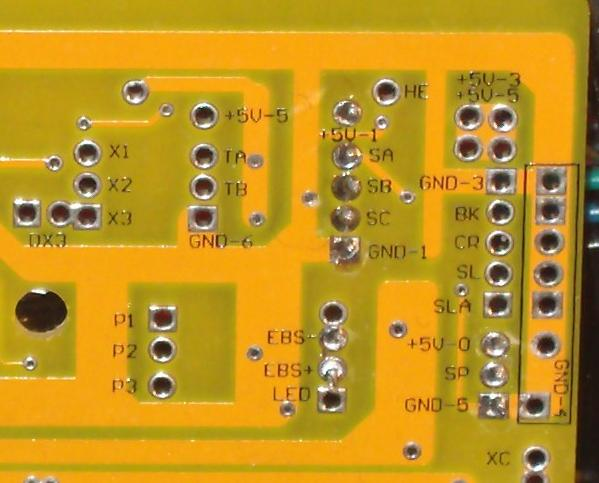 +5V-3
HE +5V-5
+5V-5
+5V-1
X1 TA SA
X2 TB SB GND-3
X3 SC BK
DX3 GND-6 GND-1 CR
SL
SLA
P1 EBS- +5V-0
P2 EBS+ SP
P3 LED GND-5 GND-4
XC